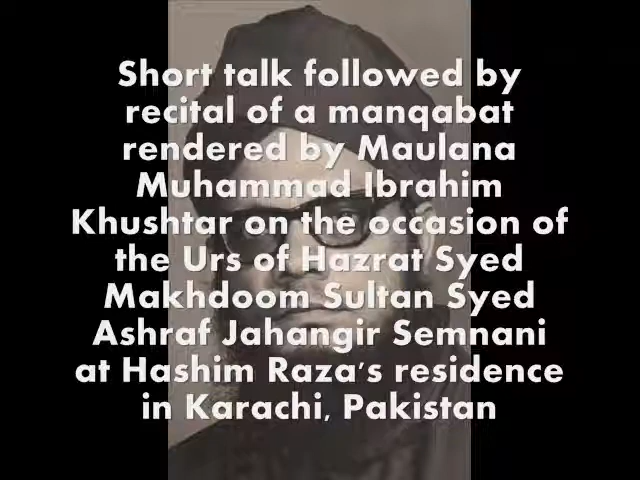 Short talk followed by
recital of a manqabat
rendered by Maulana
Muhammad Ibrahim
Khushtar on the occasion of
the Urs of Hazrat Syed
Makhdoom Sultan Syed
Ashraf Jahangir Semnani
at Hashim Raza's residence
in Karachi, Pakistan